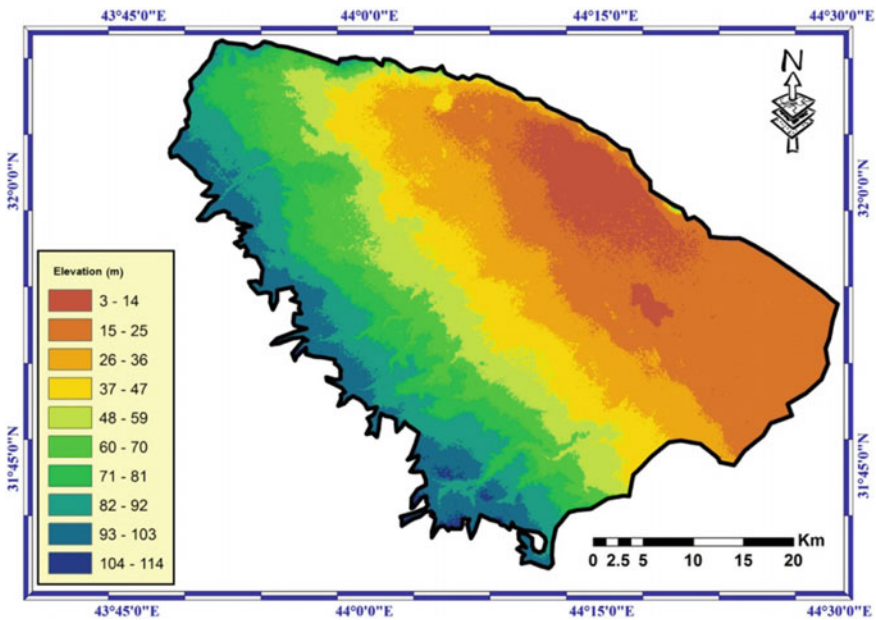 43°45'0"E 44°0'0"E 44°15'0"E 44°30'0"E
N
32°0'0"N
32°0'0"N
Elevation (m)
3 - 14
15 - 25
26 - 36
37 - 47
48 - 59
60 - 70
71 - 81
82 - 92
93 - 103
104 - 114
31°45'0"N
31°45'0"N
Km
0 2.5 5 10 15 20
43°45'0"E 44°0'0"E 44°15'0"E 44°30'0"E